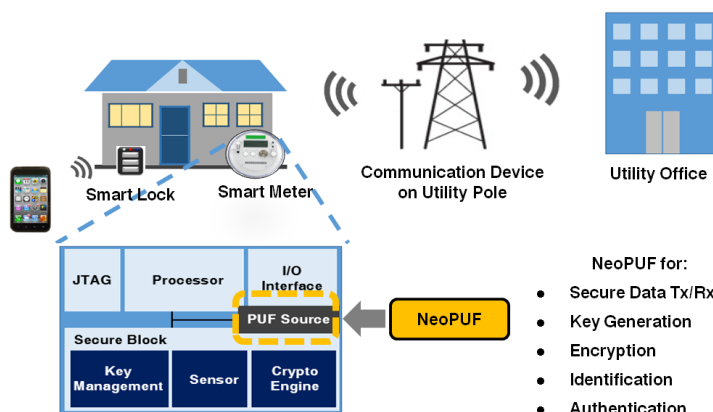 Smart Lock
Smart Meter
Communication Device
on Utility Pole
Utility Office
JTAG
Processor
I/O
Interface
PUF Source
NeoPUF
Secure Block
Key
Management
Sensor
Crypto
Engine
NeoPUF for:
● Secure Data Tx/Rx
● Key Generation
● Encryption
● Identification
● Authentication